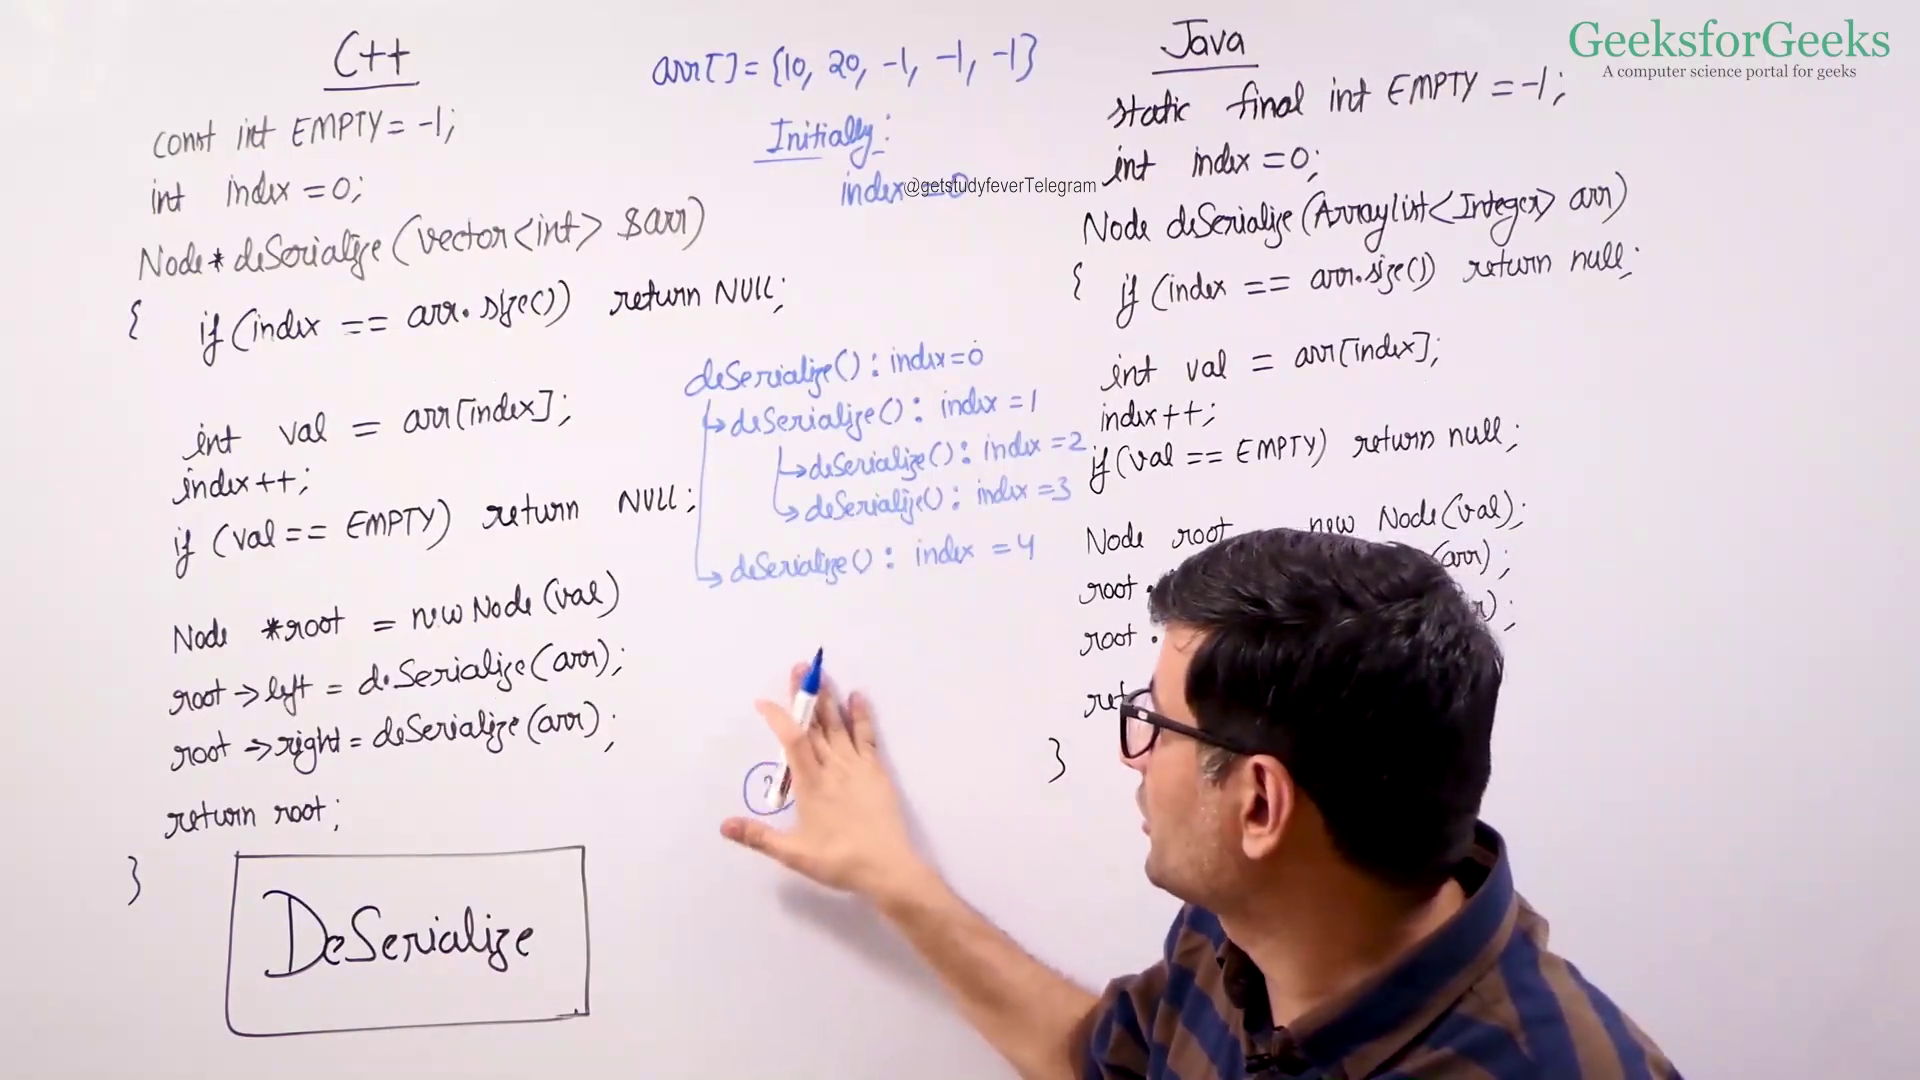 GeeksforGeeks
A computer science portal for geeks
C++
const int EMPTY = -1;
int index = 0;
Node* deSerialize (vector<int> &arr)
{ if (index == arr.size()) return NULL;
int val = arr[index];
index++;
if (val == EMPTY) return NULL;
Node *root = new Node (val)
root->left = deSerialize (arr);
root->right = deSerialize (arr);
return root;
}
DeSerialize
arr[] = {10, 20, -1, -1, -1}
Initially:
index = 0
@getstudyfeverTelegram
deSerialize() : index = 0
deSerialize() : index = 1
deSerialize() : index = 2
deSerialize() : index = 3
deSerialize() : index = 4
?
Java
static final int EMPTY = -1;
int index = 0;
Node deSerialize (ArrayList<Integer> arr)
{ if (index == arr.size()) return null;
int val = arr[index];
index++;
if (val == EMPTY) return null;
Node root new Node (val);
root. (arr);
root. );
}